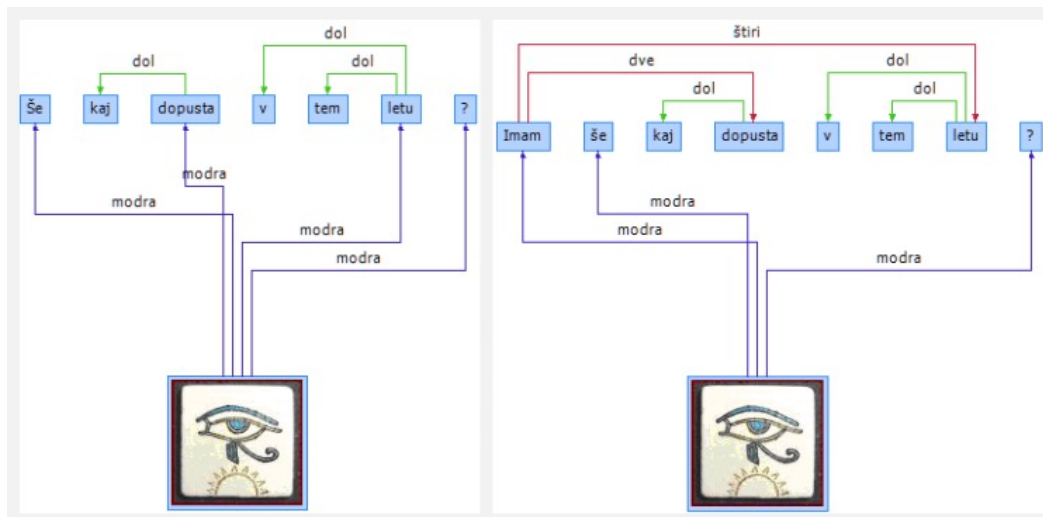 dol
dol dol
Še kaj dopusta v tem letu ?
modra
modra
modra
modra
štiri
dve dol
dol dol
Imam še kaj dopusta v tem letu ?
modra
modra
modra